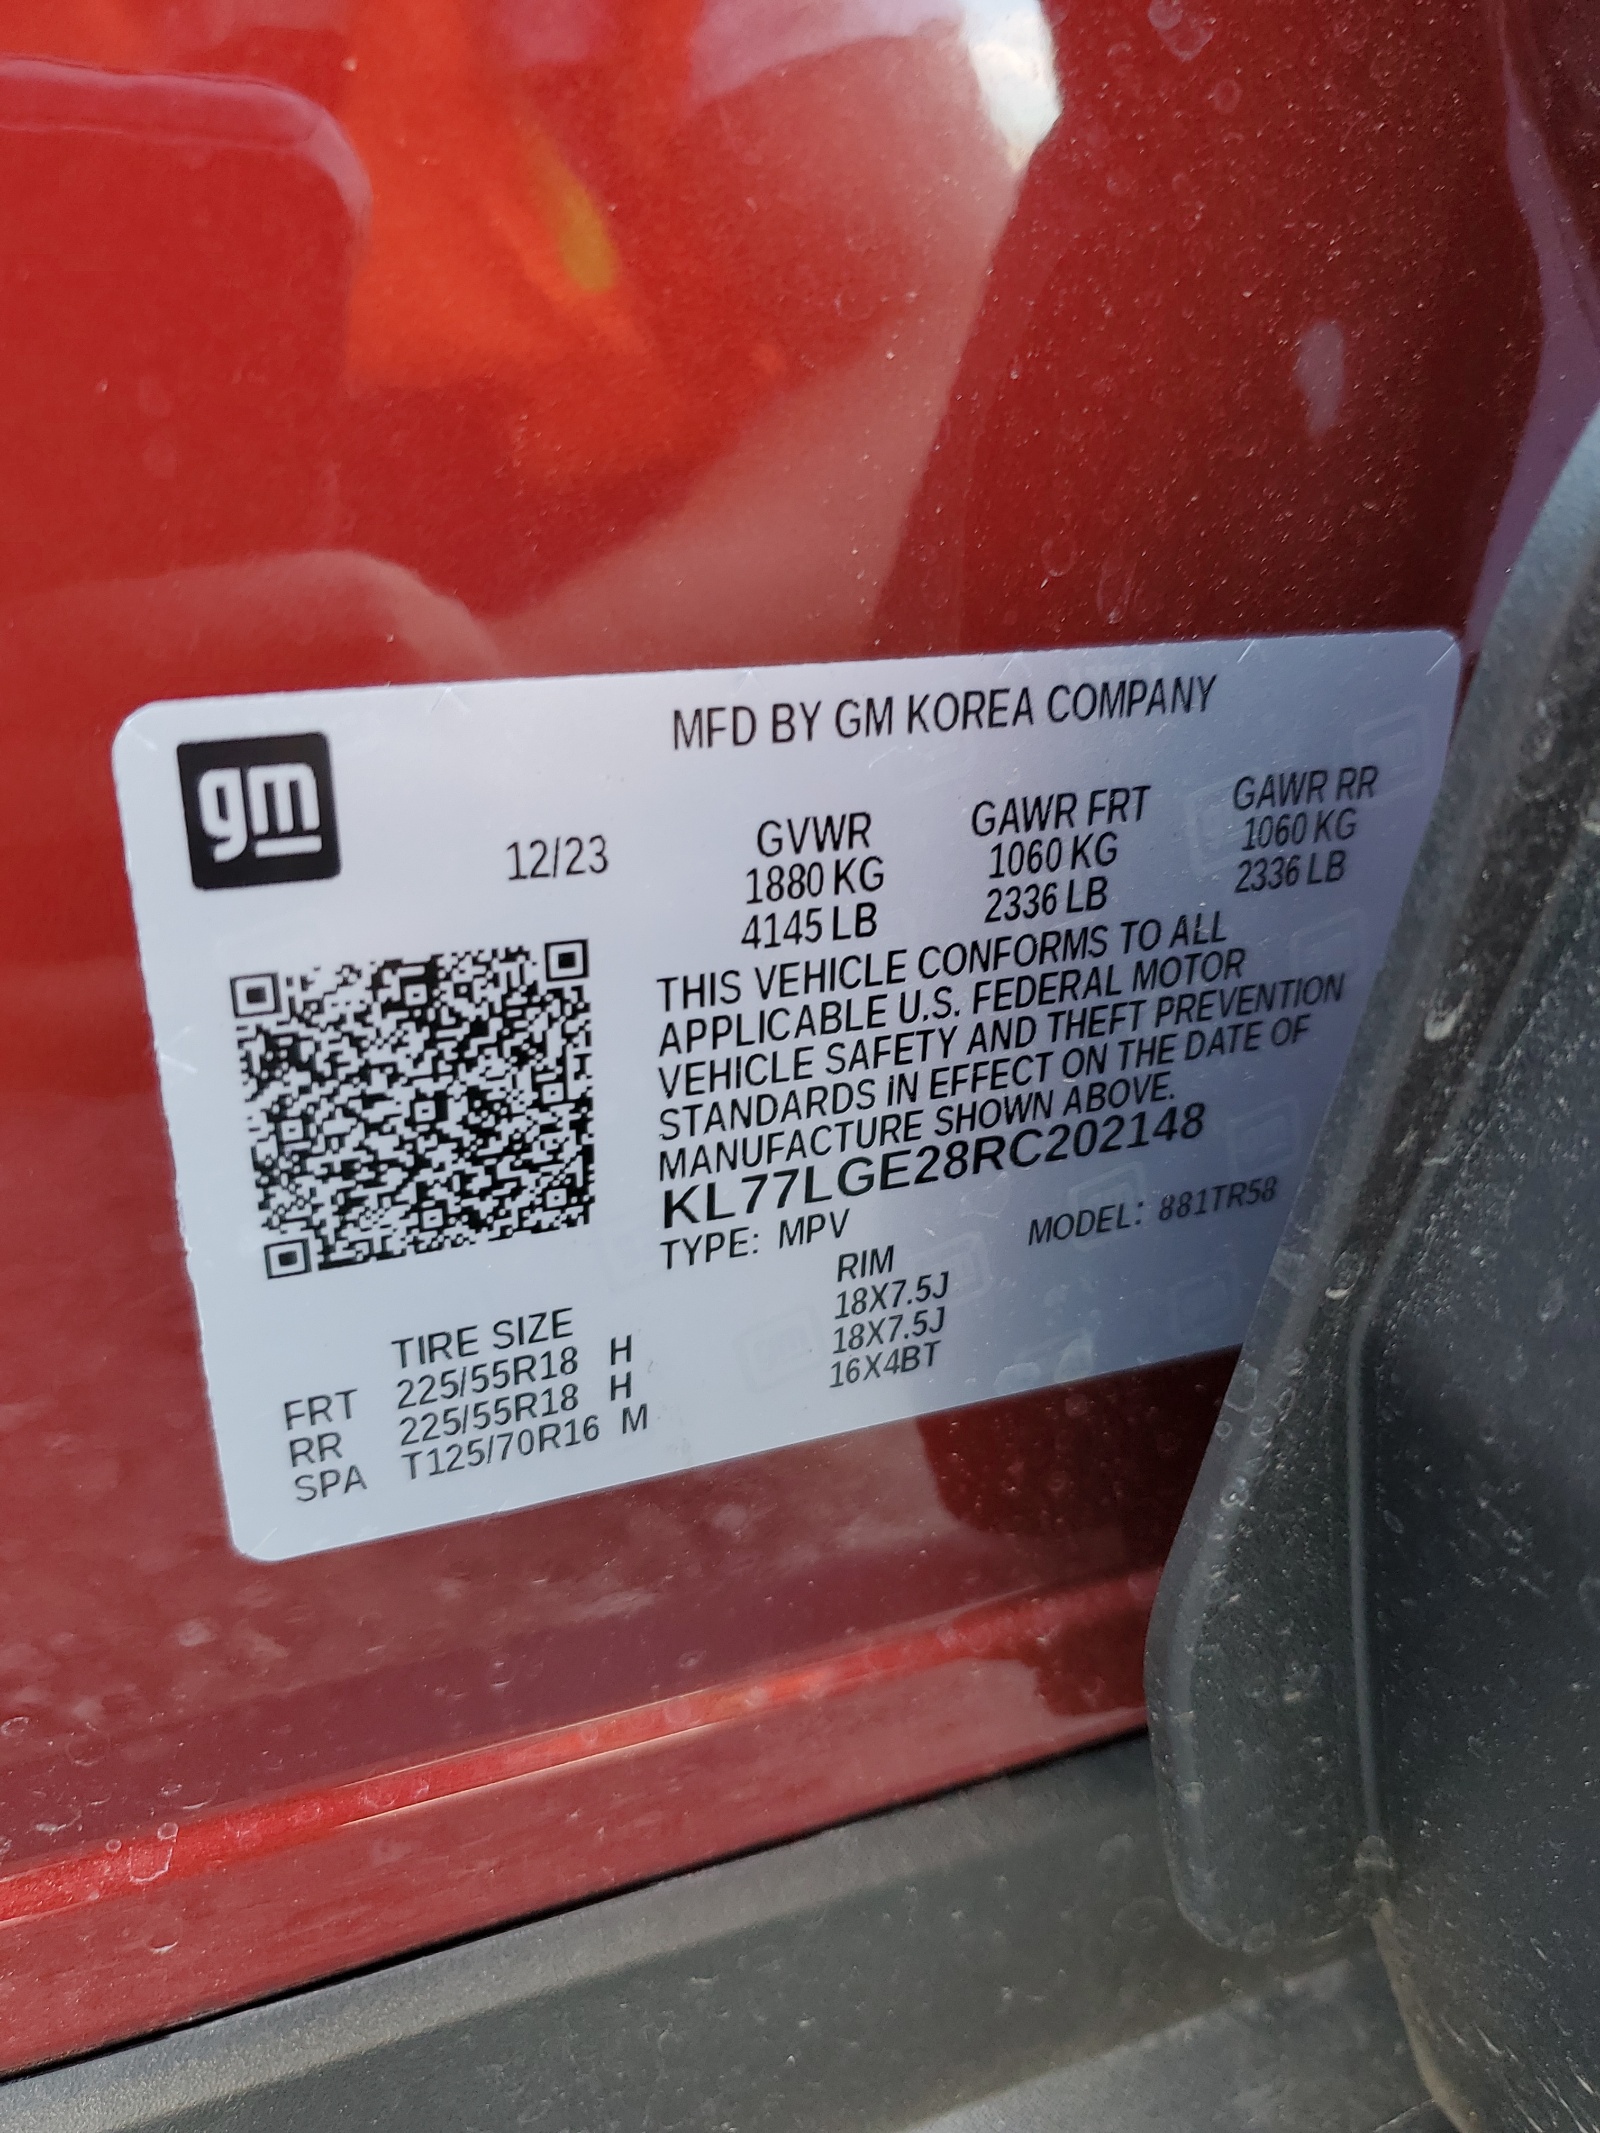 gm
MFD BY GM KOREA COMPANY
12/23
GVWR GAWR FRT GAWR RR
1880 KG 1060 KG 1060 KG
4145 LB 2336 LB 2336 LB
THIS VEHICLE CONFORMS TO ALL
APPLICABLE U.S. FEDERAL MOTOR
VEHICLE SAFETY AND THEFT PREVENTION
STANDARDS IN EFFECT ON THE DATE OF
MANUFACTURE SHOWN ABOVE.
KL77LGE28RC202148
TYPE: MPV MODEL: 881TR58
TIRE SIZE RIM
FRT 225/55R18 H 18X7.5J
RR 225/55R18 H 18X7.5J
SPA T125/70R16 M 16X4BT